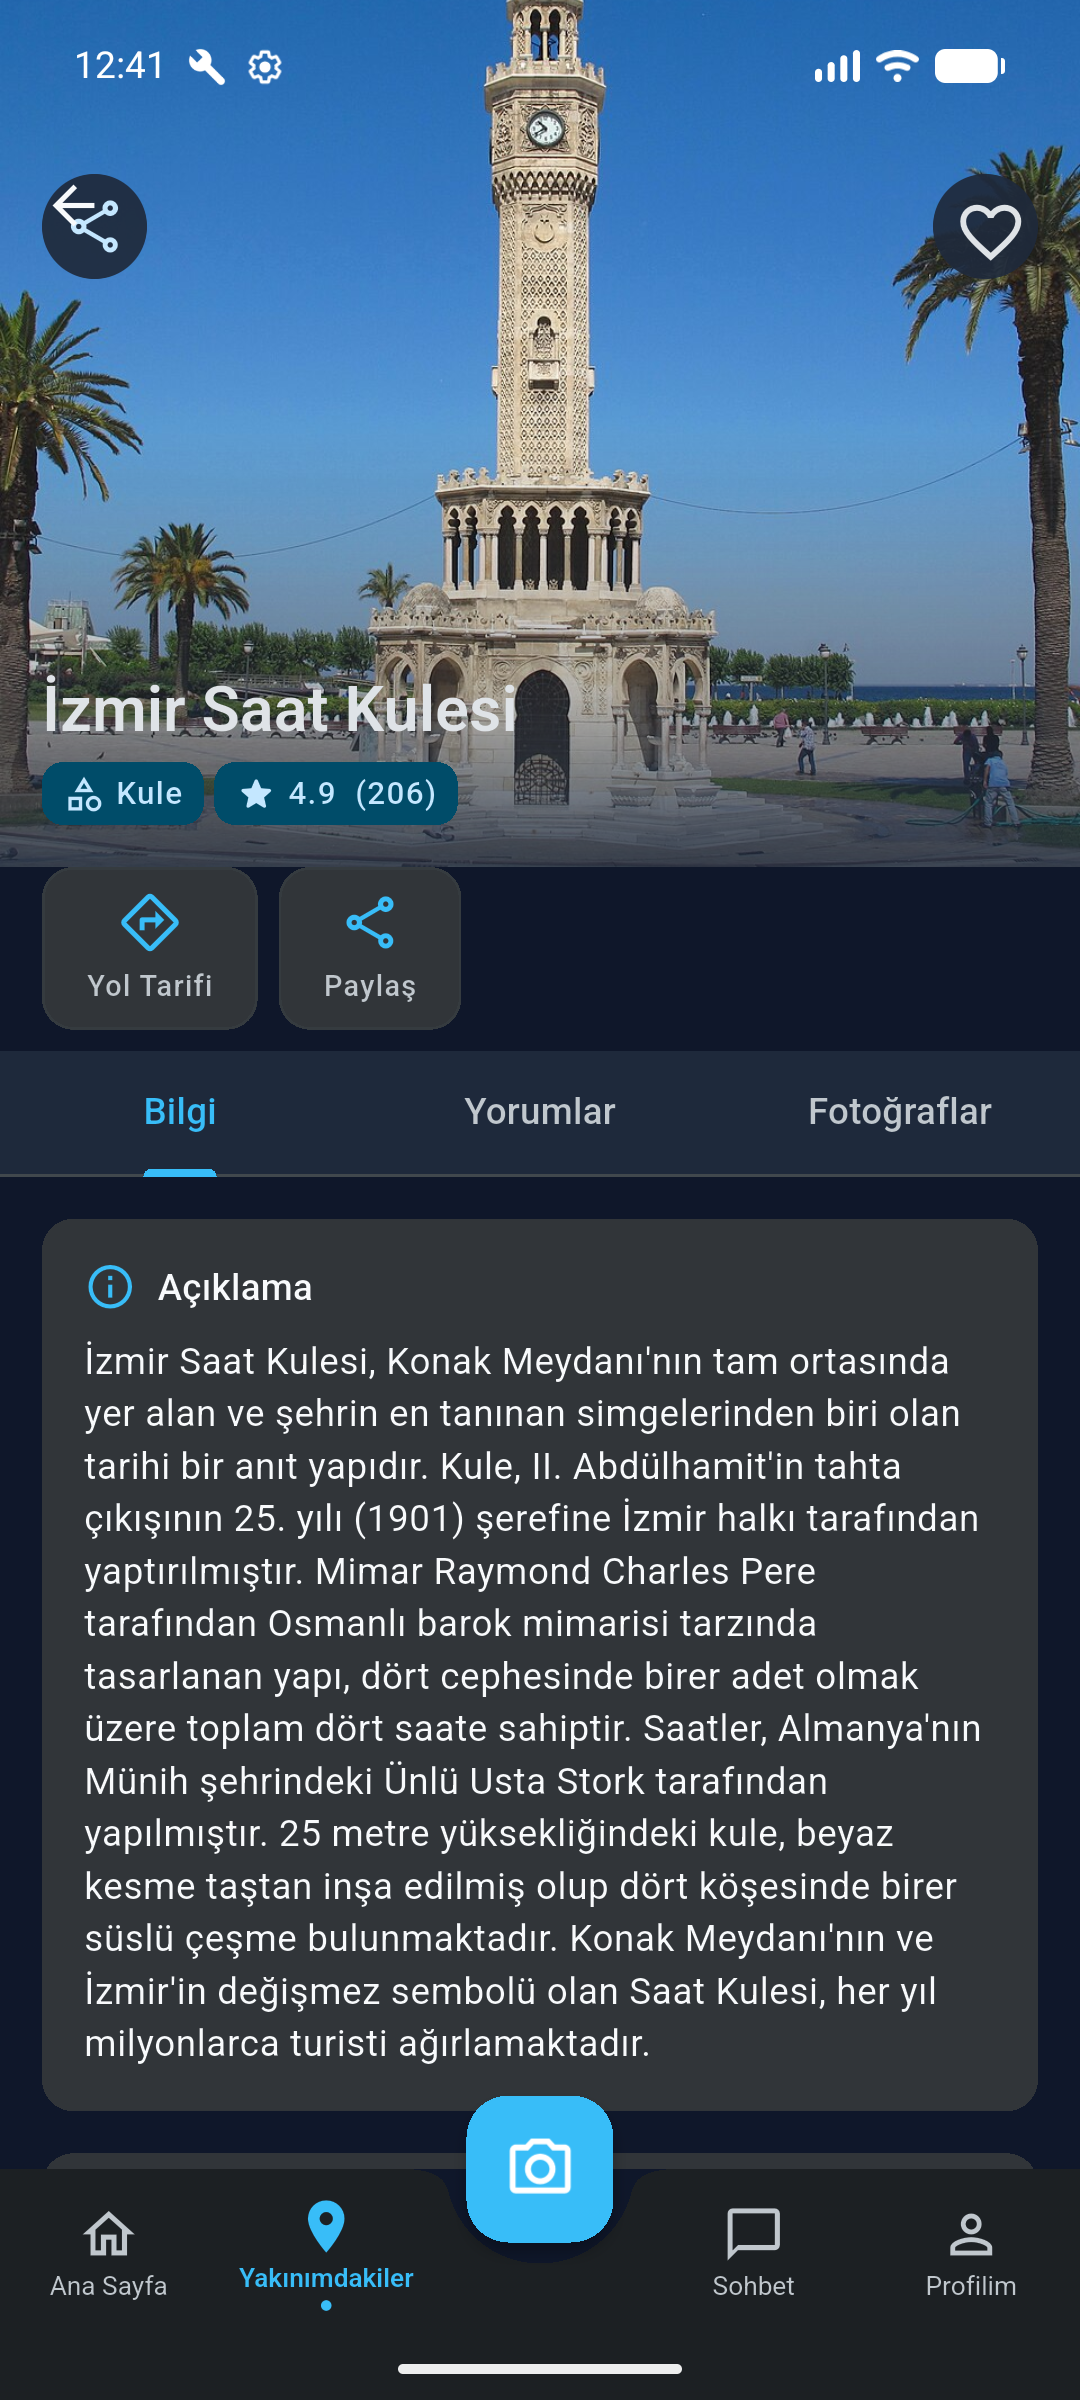 12:41
İzmir Saat Kulesi
Kule
4.9 (206)
Yol Tarifi
Paylaş
Bilgi
Yorumlar
Fotoğraflar
Açıklama
İzmir Saat Kulesi, Konak Meydanı'nın tam ortasında
yer alan ve şehrin en tanınan simgelerinden biri olan
tarihi bir anıt yapıdır. Kule, II. Abdülhamit'in tahta
çıkışının 25. yılı (1901) şerefine İzmir halkı tarafından
yaptırılmıştır. Mimar Raymond Charles Pere
tarafından Osmanlı barok mimarisi tarzında
tasarlanan yapı, dört cephesinde birer adet olmak
üzere toplam dört saate sahiptir. Saatler, Almanya'nın
Münih şehrindeki Ünlü Usta Stork tarafından
yapılmıştır. 25 metre yüksekliğindeki kule, beyaz
kesme taştan inşa edilmiş olup dört köşesinde birer
süslü çeşme bulunmaktadır. Konak Meydanı'nın ve
İzmir'in değişmez sembolü olan Saat Kulesi, her yıl
milyonlarca turisti ağırlamaktadır.
Ana Sayfa
Yakınımdakiler
Sohbet
Profilim